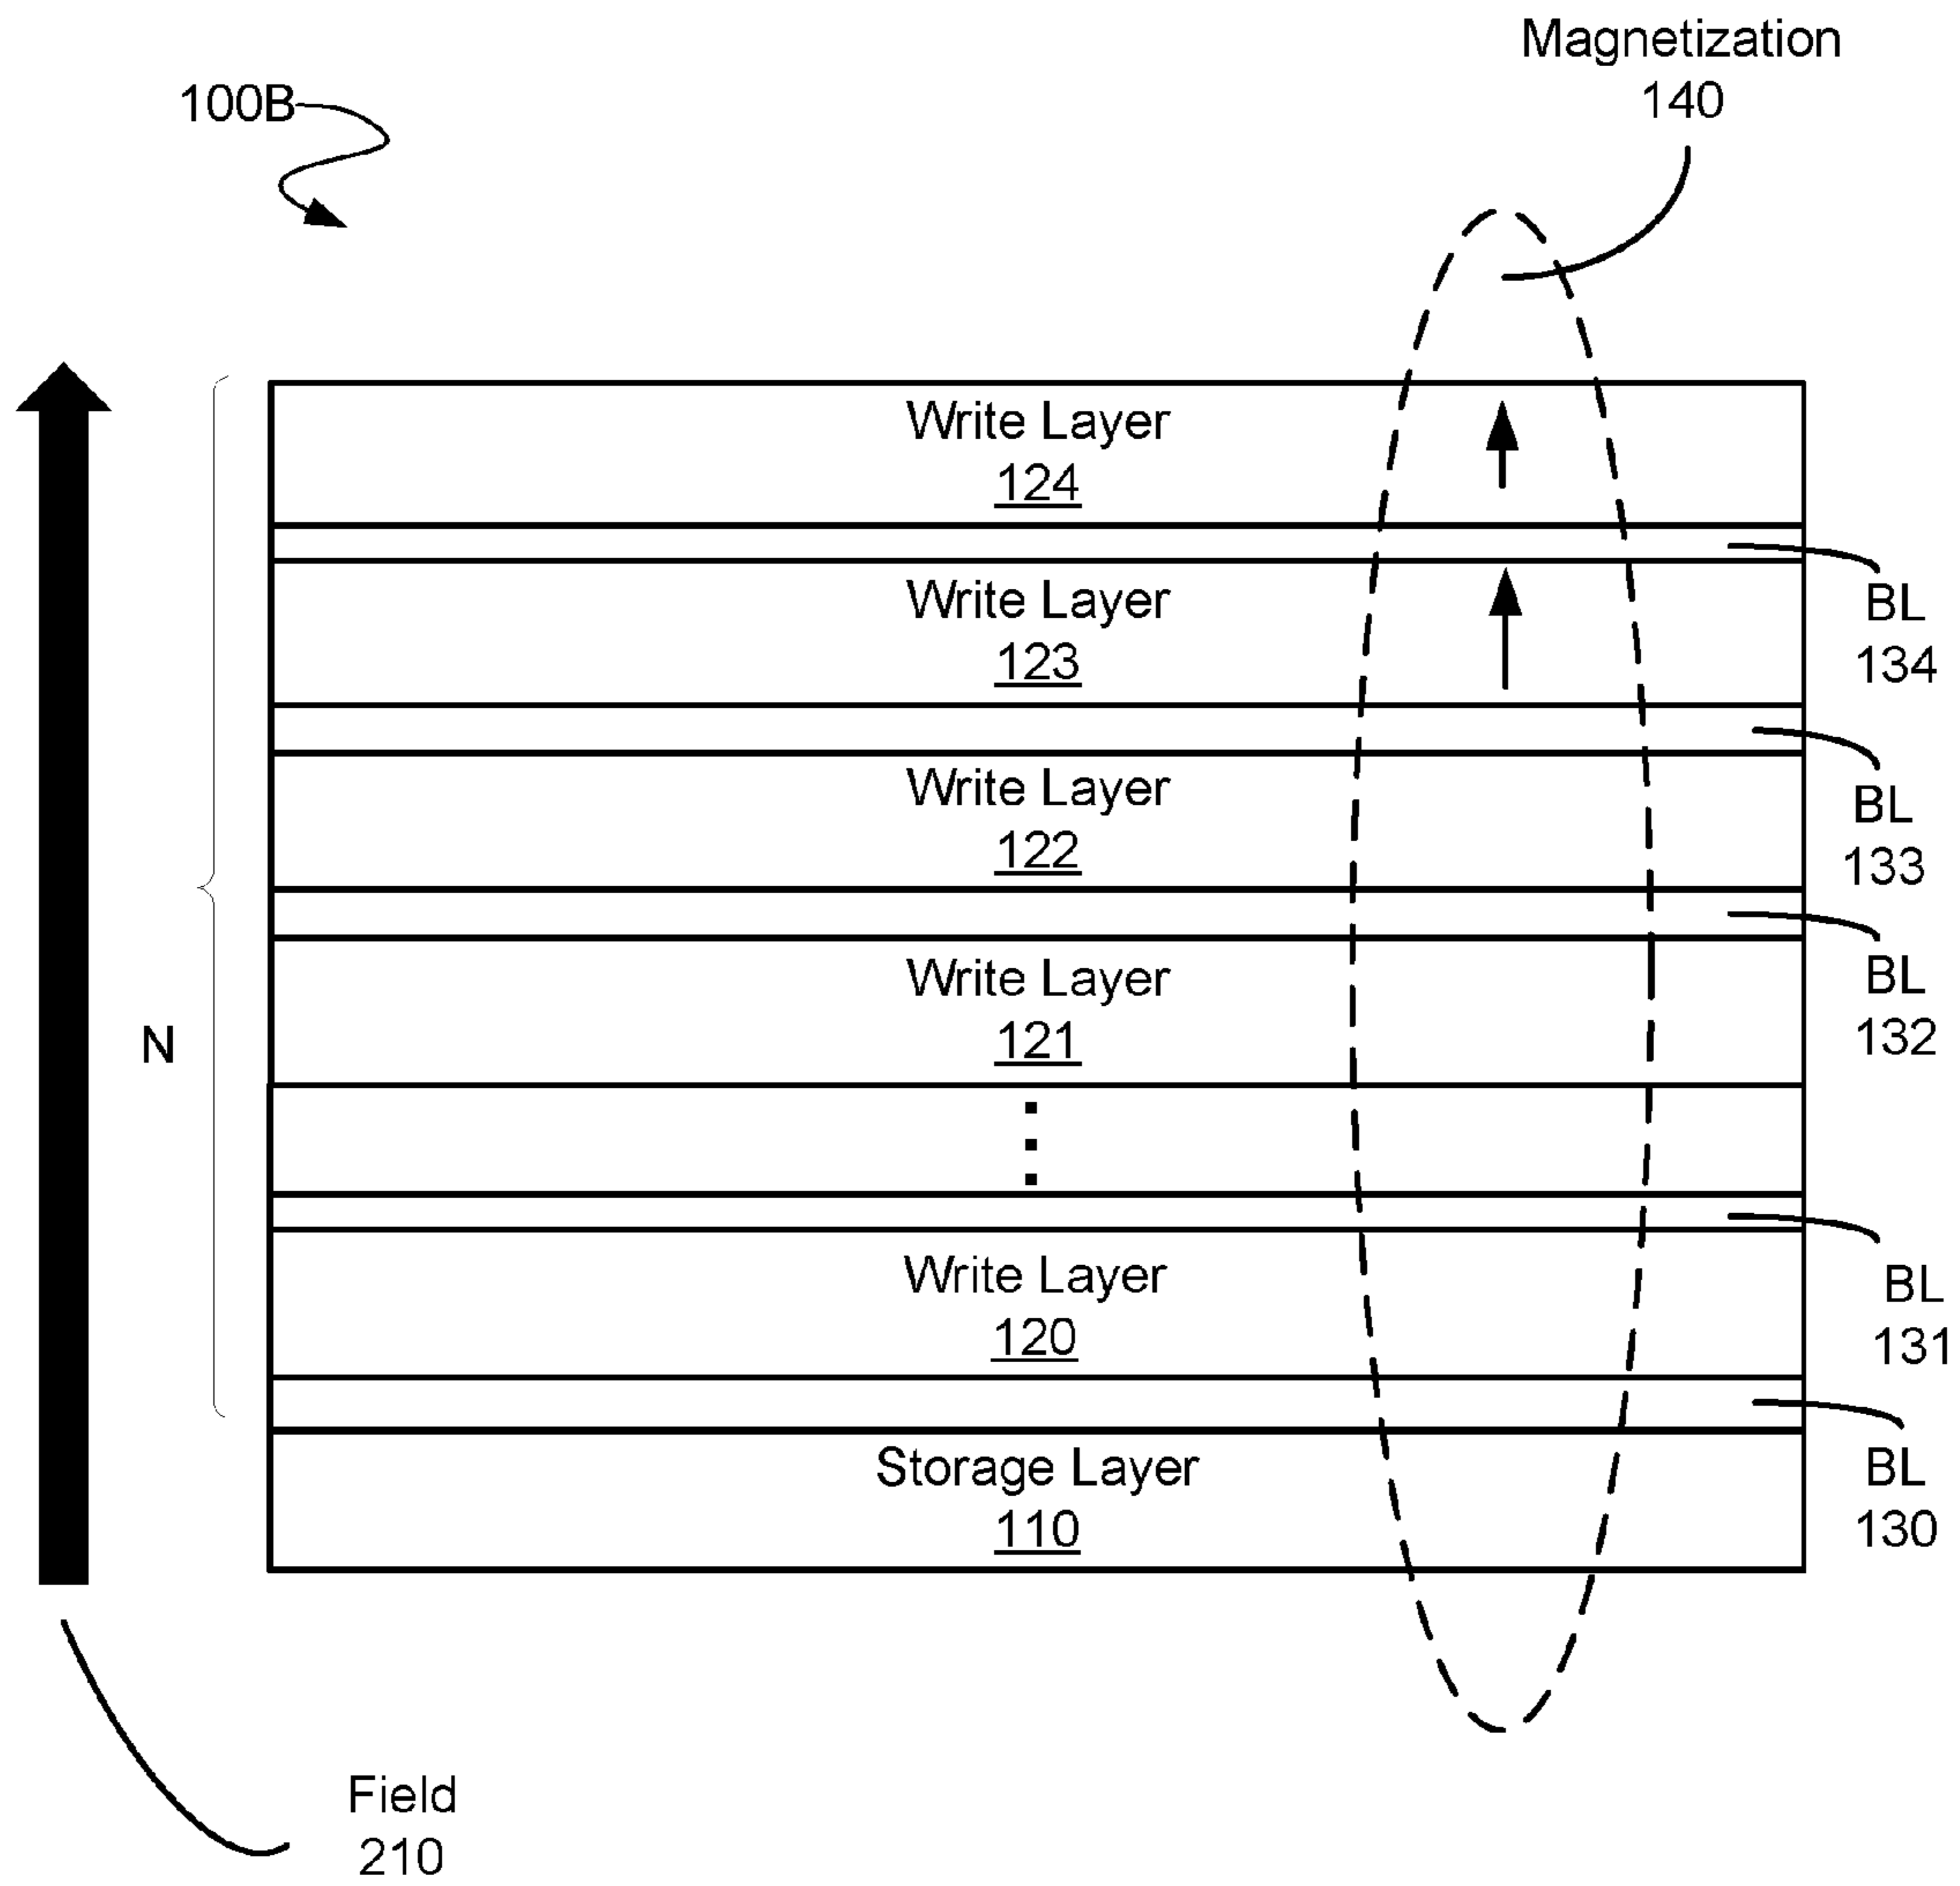 Magnetization
140
100B
Write Layer
124
BL
134
Write Layer
123
BL
133
Write Layer
122
BL
132
Write Layer
121
N
Write Layer
120
BL
131
Storage Layer
110
BL
130
Field
210